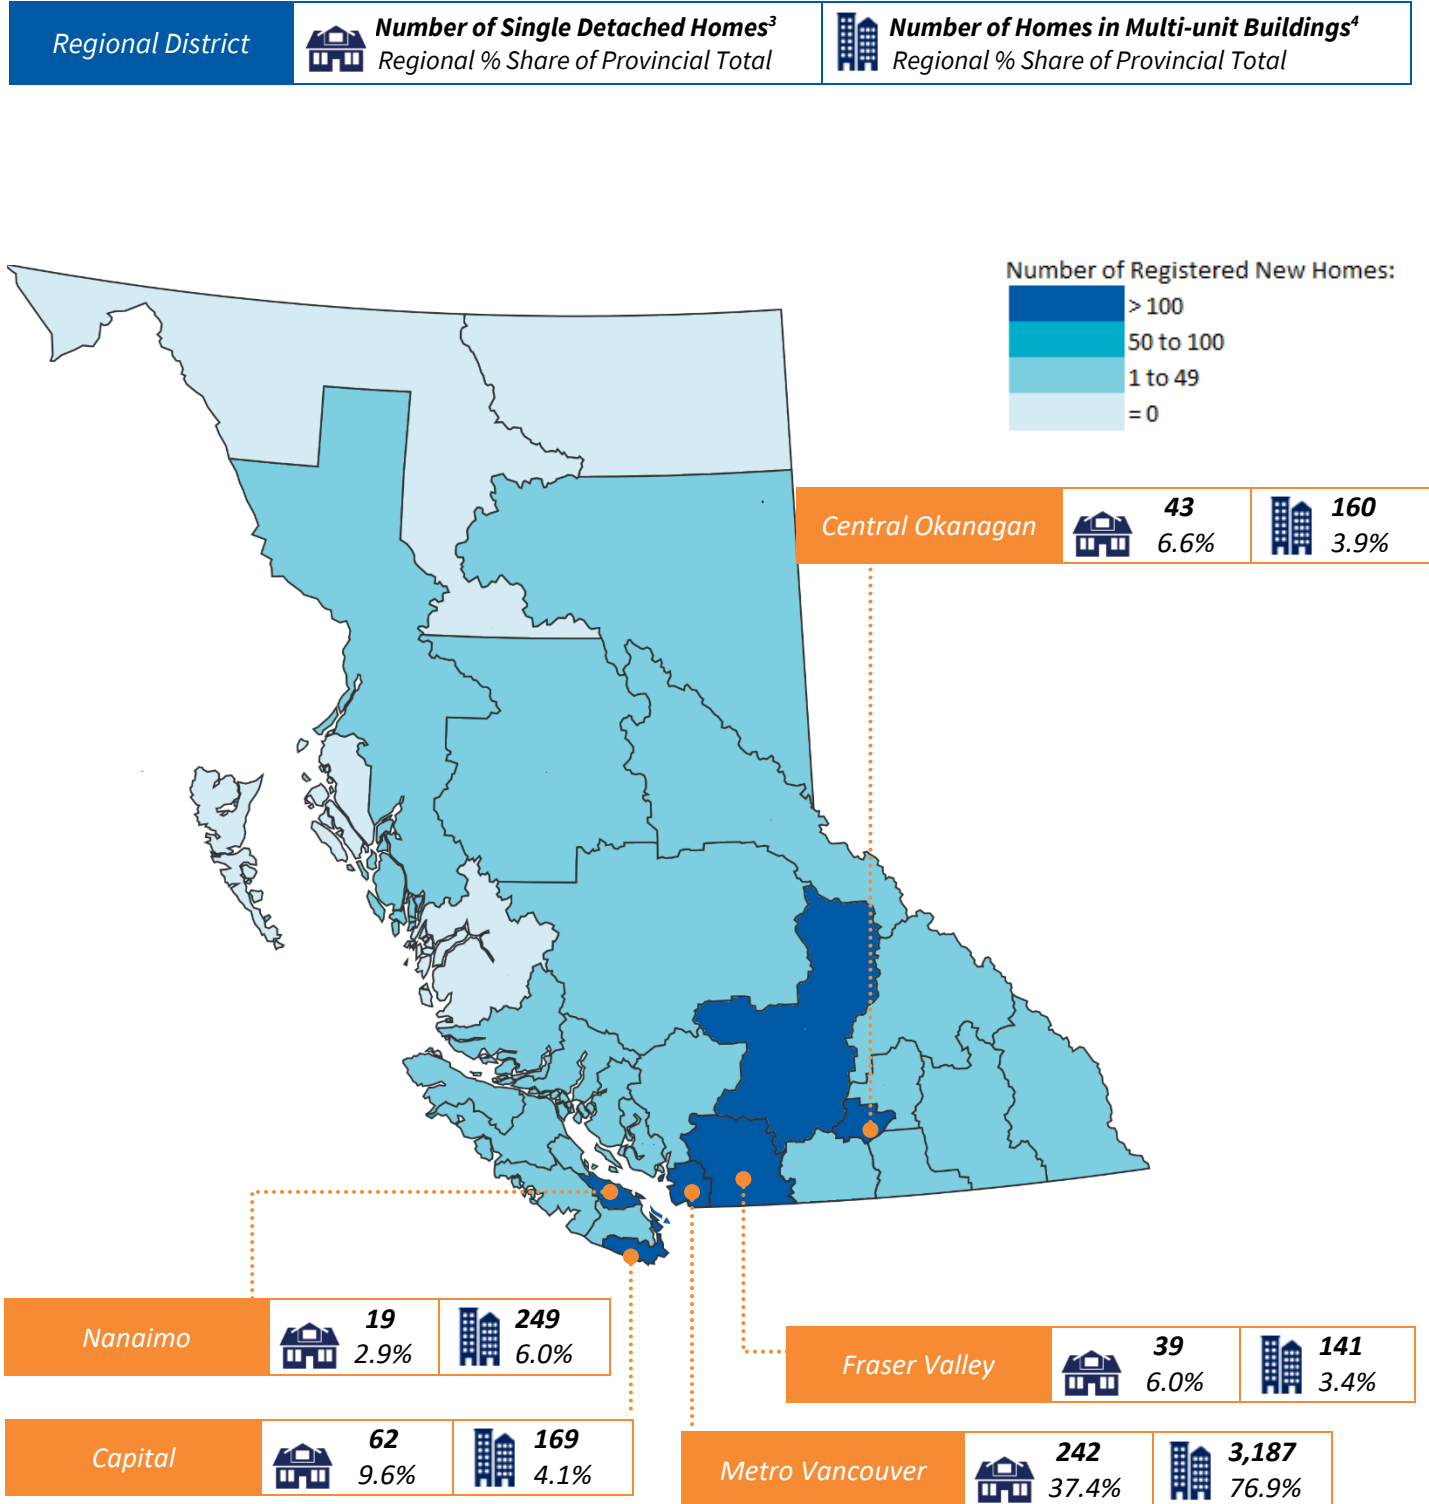 Regional District
Number of Single Detached Homes³
Regional % Share of Provincial Total
Number of Homes in Multi-unit Buildings⁴
Regional % Share of Provincial Total
Number of Registered New Homes:
> 100
50 to 100
1 to 49
= 0
Central Okanagan
43
6.6%
160
3.9%
Nanaimo
19
2.9%
249
6.0%
Fraser Valley
39
6.0%
141
3.4%
Capital
62
9.6%
169
4.1%
Metro Vancouver
242
37.4%
3,187
76.9%